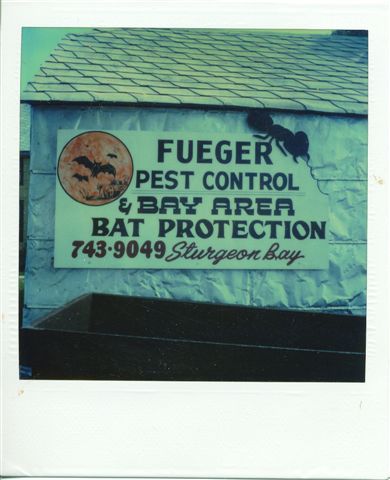 FUEGER
PEST CONTROL
& BAY AREA
BAT PROTECTION
743-9049 Sturgeon Bay